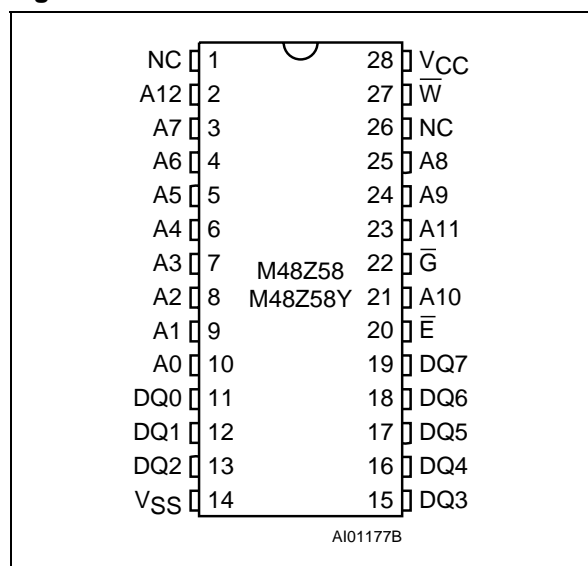 NC 1 28 VCC
A12 2 27 W̅
A7 3 26 NC
A6 4 25 A8
A5 5 24 A9
A4 6 23 A11
A3 7 22 G̅
M48Z58
A2 8 M48Z58Y 21 A10
A1 9 20 E̅
A0 10 19 DQ7
DQ0 11 18 DQ6
DQ1 12 17 DQ5
DQ2 13 16 DQ4
VSS 14 15 DQ3
AI01177B